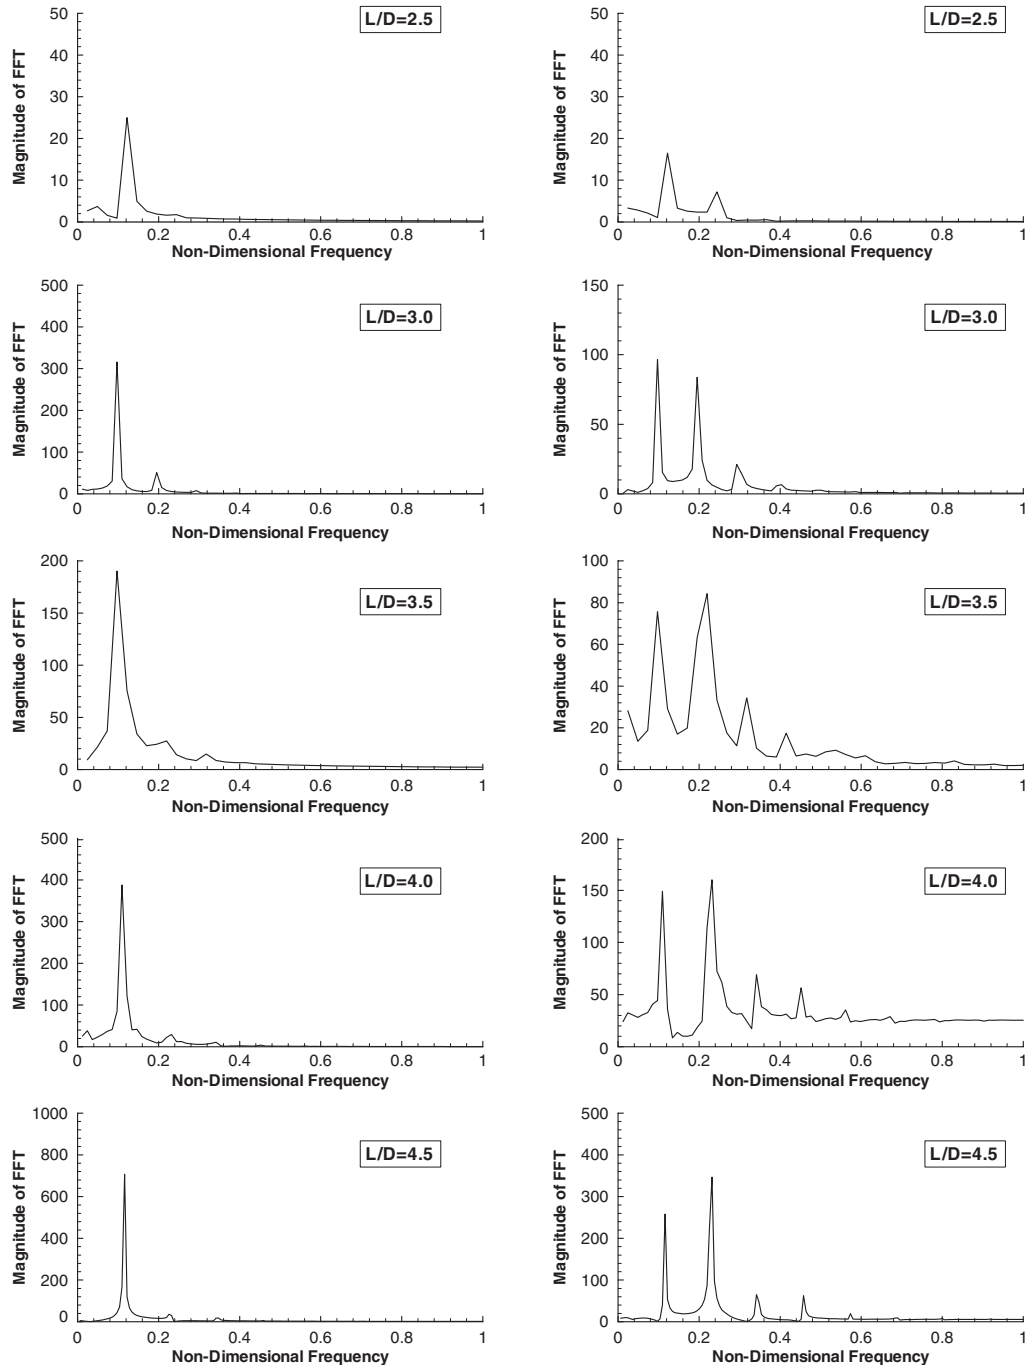 L/D=2.5
Magnitude of FFT
50
40
30
20
10
0
0 0.2 0.4 0.6 0.8 1
Non-Dimensional Frequency
L/D=2.5
Magnitude of FFT
50
40
30
20
10
0
0 0.2 0.4 0.6 0.8 1
Non-Dimensional Frequency
L/D=3.0
Magnitude of FFT
500
400
300
200
100
0
0 0.2 0.4 0.6 0.8 1
Non-Dimensional Frequency
L/D=3.0
Magnitude of FFT
150
100
50
0
0 0.2 0.4 0.6 0.8 1
Non-Dimensional Frequency
L/D=3.5
Magnitude of FFT
200
150
100
50
0
0 0.2 0.4 0.6 0.8 1
Non-Dimensional Frequency
L/D=3.5
Magnitude of FFT
100
80
60
40
20
0
0 0.2 0.4 0.6 0.8 1
Non-Dimensional Frequency
L/D=4.0
Magnitude of FFT
500
400
300
200
100
0
0 0.2 0.4 0.6 0.8 1
Non-Dimensional Frequency
L/D=4.0
Magnitude of FFT
200
150
100
50
0
0 0.2 0.4 0.6 0.8 1
Non-Dimensional Frequency
L/D=4.5
Magnitude of FFT
1000
800
600
400
200
0
0 0.2 0.4 0.6 0.8 1
Non-Dimensional Frequency
L/D=4.5
Magnitude of FFT
500
400
300
200
100
0
0 0.2 0.4 0.6 0.8 1
Non-Dimensional Frequency